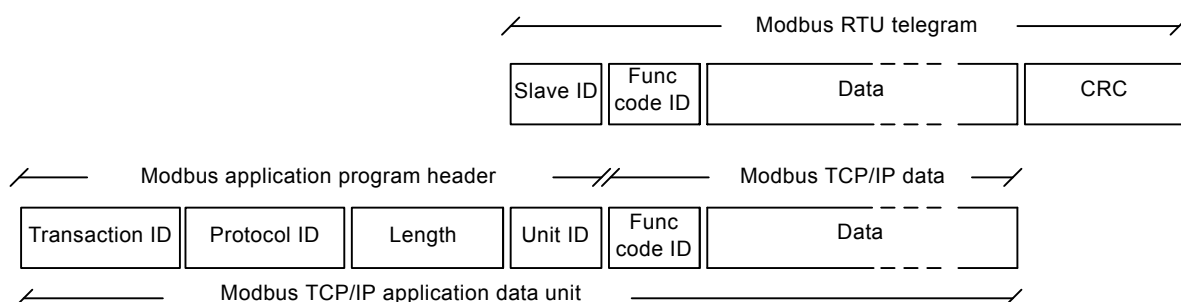 Modbus RTU telegram
Slave ID
Func
code ID
Data
CRC
Modbus application program header
Modbus TCP/IP data
Transaction ID
Protocol ID
Length
Unit ID
Func
code ID
Data
Modbus TCP/IP application data unit